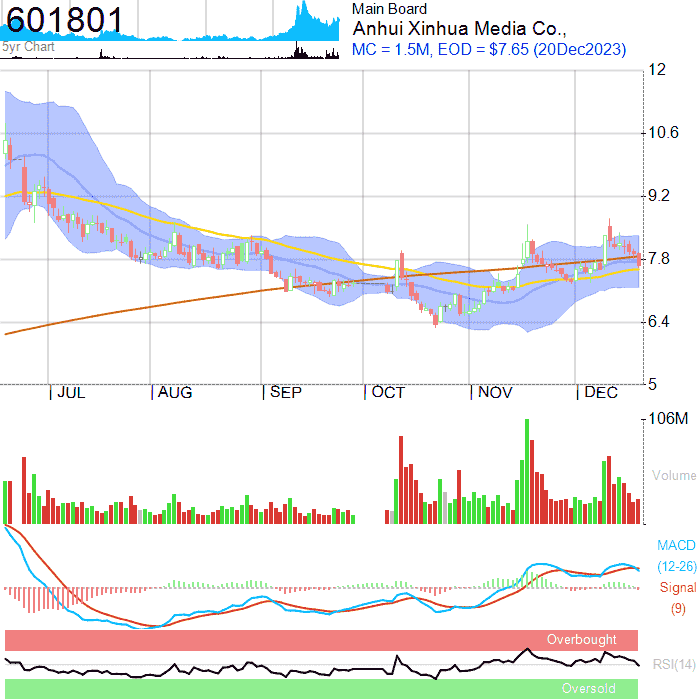 601801
5yr Chart
Main Board
Anhui Xinhua Media Co.,
MC = 1.5M, EOD = $7.65 (20Dec2023)
12
10.6
9.2
7.8
6.4
5
JUL AUG SEP OCT NOV DEC
106M
Volume
MACD
(12-26)
Signal
(9)
Overbought
RSI(14)
Oversold